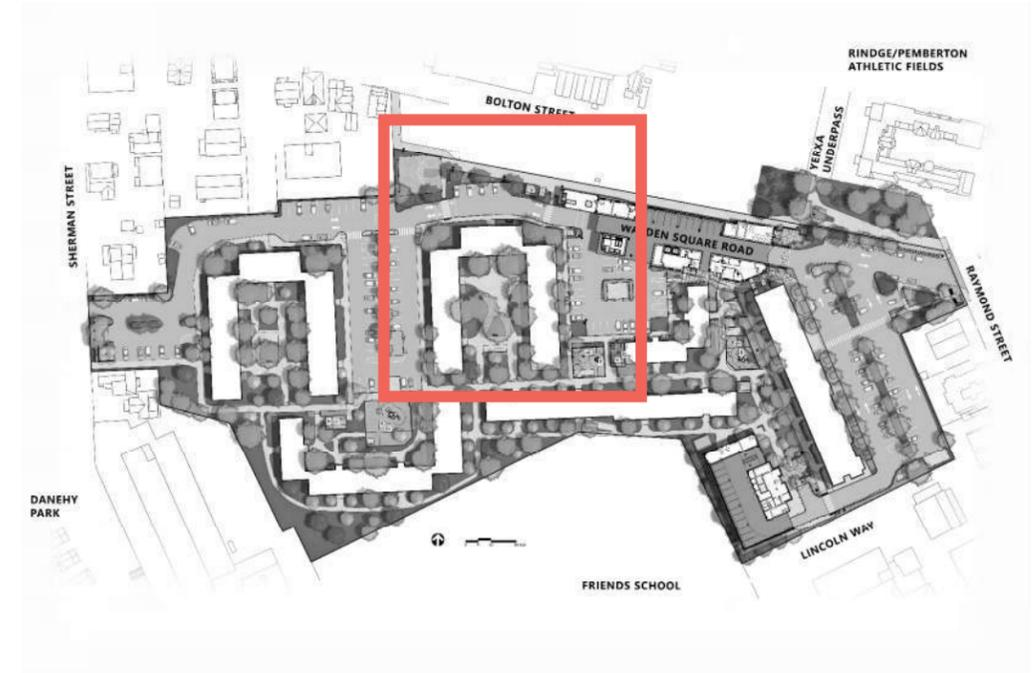 RINDGE/PEMBERTON
ATHLETIC FIELDS
BOLTON STREET
YERXA
UNDERPASS
SHERMAN STREET
WALDEN SQUARE ROAD
RAYMOND STREET
DANEHY
PARK
LINCOLN WAY
FRIENDS SCHOOL